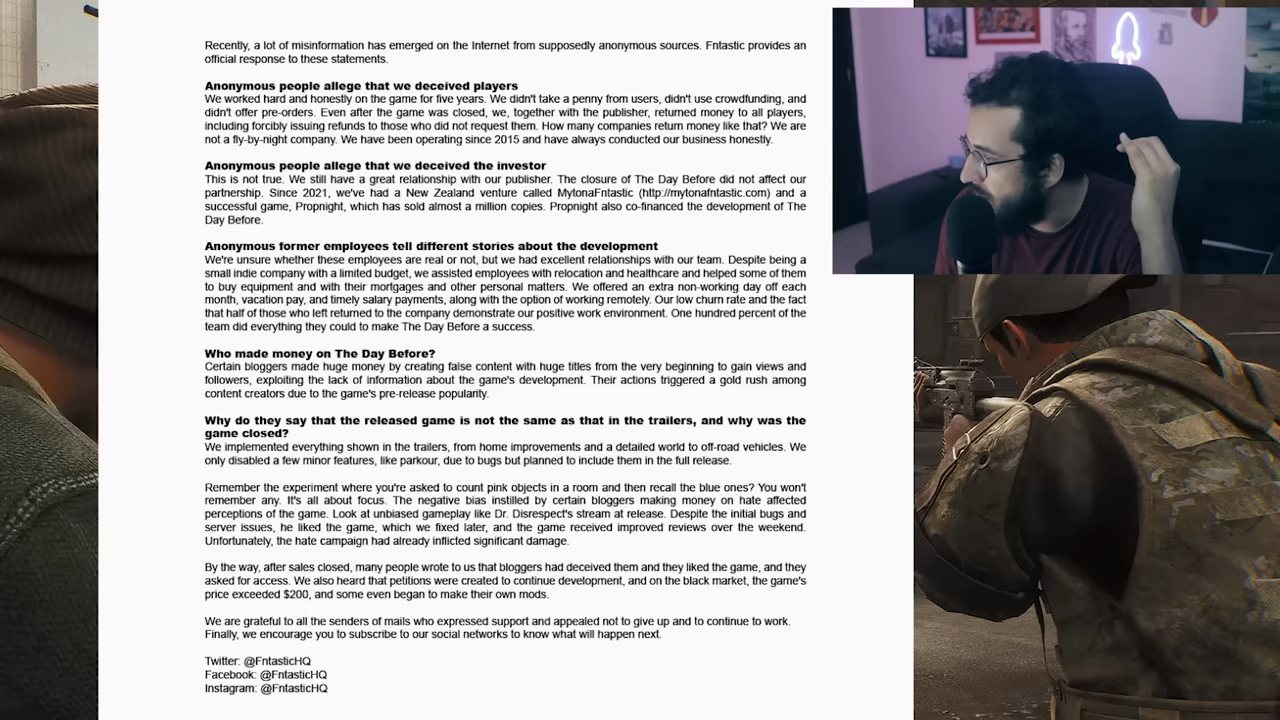 Recently, a lot of misinformation has emerged on the Internet from supposedly anonymous sources. Fntastic provides an
official response to these statements.
Anonymous people allege that we deceived players
We worked hard and honestly on the game for five years. We didn't take a penny from users, didn't use crowdfunding, and
didn't offer pre-orders. Even after the game was closed, we, together with the publisher, returned money to all players,
including forcibly issuing refunds to those who did not request them. How many companies return money like that? We are
not a fly-by-night company. We have been operating since 2015 and have always conducted our business honestly.
Anonymous people allege that we deceived the investor
This is not true. We still have a great relationship with our publisher. The closure of The Day Before did not affect our
partnership. Since 2021, we've had a New Zealand venture called MytonaFntastic (http://mytonafntastic.com) and a
successful game, Propnight, which has sold almost a million copies. Propnight also co-financed the development of The
Day Before.
Anonymous former employees tell different stories about the development
We're unsure whether these employees are real or not, but we had excellent relationships with our team. Despite being a
small indie company with a limited budget, we assisted employees with relocation and healthcare and helped some of them
to buy equipment and with their mortgages and other personal matters. We offered an extra non-working day off each
month, vacation pay, and timely salary payments, along with the option of working remotely. Our low churn rate and the fact
that half of those who left returned to the company demonstrate our positive work environment. One hundred percent of the
team did everything they could to make The Day Before a success.
Who made money on The Day Before?
Certain bloggers made huge money by creating false content with huge titles from the very beginning to gain views and
followers, exploiting the lack of information about the game's development. Their actions triggered a gold rush among
content creators due to the game's pre-release popularity.
Why do they say that the released game is not the same as that in the trailers, and why was the
game closed?
We implemented everything shown in the trailers, from home improvements and a detailed world to off-road vehicles. We
only disabled a few minor features, like parkour, due to bugs but planned to include them in the full release.
Remember the experiment where you're asked to count pink objects in a room and then recall the blue ones? You won't
remember any. It's all about focus. The negative bias instilled by certain bloggers making money on hate affected
perceptions of the game. Look at unbiased gameplay like Dr. Disrespect's stream at release. Despite the initial bugs and
server issues, he liked the game, which we fixed later, and the game received improved reviews over the weekend.
Unfortunately, the hate campaign had already inflicted significant damage.
By the way, after sales closed, many people wrote to us that bloggers had deceived them and they liked the game, and they
asked for access. We also heard that petitions were created to continue development, and on the black market, the game's
price exceeded $200, and some even began to make their own mods.
We are grateful to all the senders of mails who expressed support and appealed not to give up and to continue to work.
Finally, we encourage you to subscribe to our social networks to know what will happen next.
Twitter: @FntasticHQ
Facebook: @FntasticHQ
Instagram: @FntasticHQ